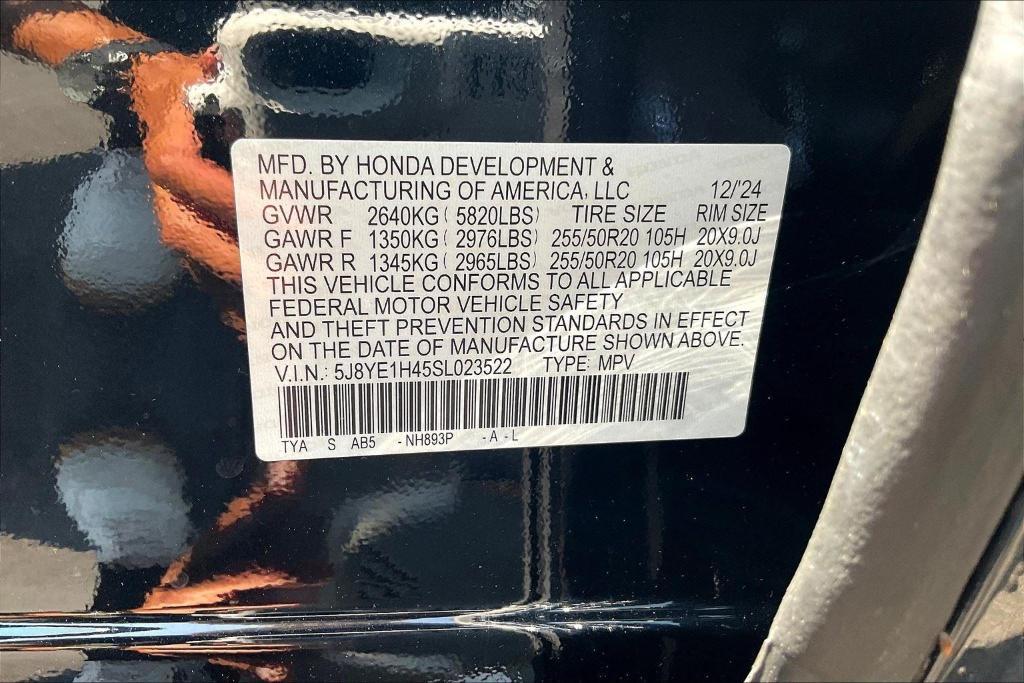 MFD. BY HONDA DEVELOPMENT &
MANUFACTURING OF AMERICA, LLC 12/'24
GVWR 2640KG ( 5820LBS) TIRE SIZE RIM SIZE
GAWR F 1350KG ( 2976LBS) 255/50R20 105H 20X9.0J
GAWR R 1345KG ( 2965LBS) 255/50R20 105H 20X9.0J
THIS VEHICLE CONFORMS TO ALL APPLICABLE
FEDERAL MOTOR VEHICLE SAFETY
AND THEFT PREVENTION STANDARDS IN EFFECT
ON THE DATE OF MANUFACTURE SHOWN ABOVE.
V.I.N.: 5J8YE1H45SL023522 TYPE: MPV
TYA S AB5 -NH893P -A-L